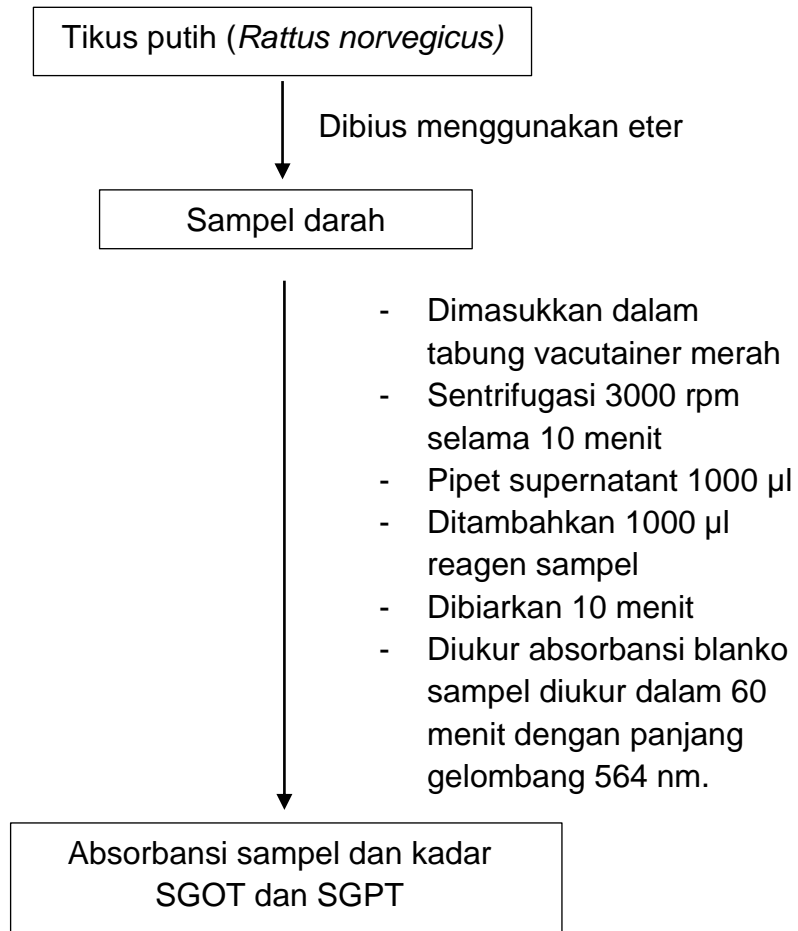 Tikus putih (Rattus norvegicus)
Dibius menggunakan eter
Sampel darah
- Dimasukkan dalam
tabung vacutainer merah
- Sentrifugasi 3000 rpm
selama 10 menit
- Pipet supernatant 1000 µl
- Ditambahkan 1000 µl
reagen sampel
- Dibiarkan 10 menit
- Diukur absorbansi blanko
sampel diukur dalam 60
menit dengan panjang
gelombang 564 nm.
Absorbansi sampel dan kadar
SGOT dan SGPT